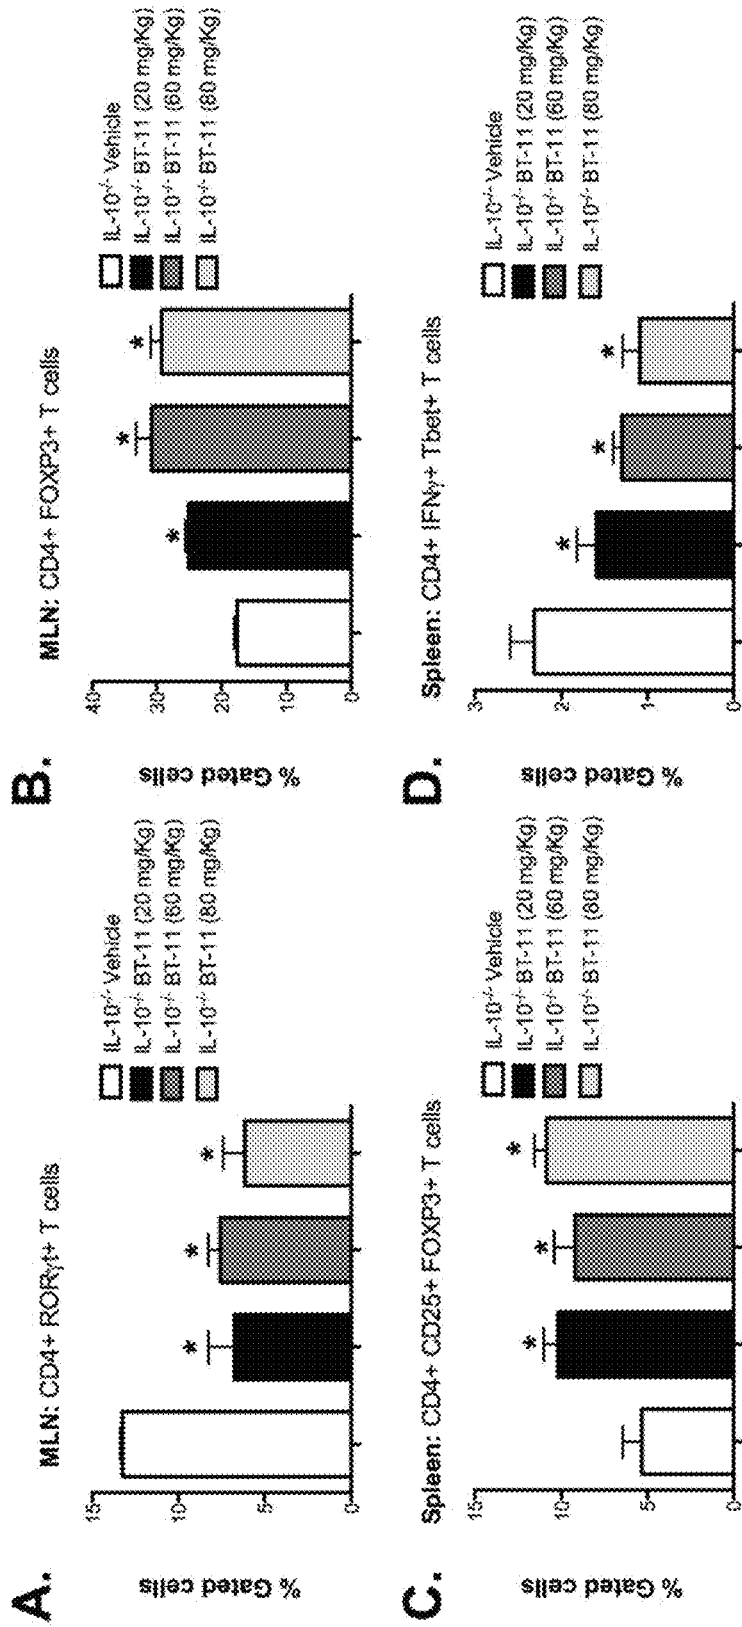 A.
MLN: CD4+ RORγt+ T cells
% Gated cells
15
10
5
0
IL-10-/- Vehicle
IL-10-/- BT-11 (20 mg/Kg)
IL-10-/- BT-11 (60 mg/Kg)
IL-10-/- BT-11 (80 mg/Kg)
*
*
*
B.
MLN: CD4+ FOXP3+ T cells
% Gated cells
40
30
20
10
0
IL-10-/- Vehicle
IL-10-/- BT-11 (20 mg/Kg)
IL-10-/- BT-11 (60 mg/Kg)
IL-10-/- BT-11 (80 mg/Kg)
*
*
*
C.
Spleen: CD4+ CD25+ FOXP3+ T cells
% Gated cells
15
10
5
0
IL-10-/- Vehicle
IL-10-/- BT-11 (20 mg/Kg)
IL-10-/- BT-11 (60 mg/Kg)
IL-10-/- BT-11 (80 mg/Kg)
*
*
*
D.
Spleen: CD4+ IFNγ+ Tbet+ T cells
% Gated cells
3
2
1
0
IL-10-/- Vehicle
IL-10-/- BT-11 (20 mg/Kg)
IL-10-/- BT-11 (60 mg/Kg)
IL-10-/- BT-11 (80 mg/Kg)
*
*
*